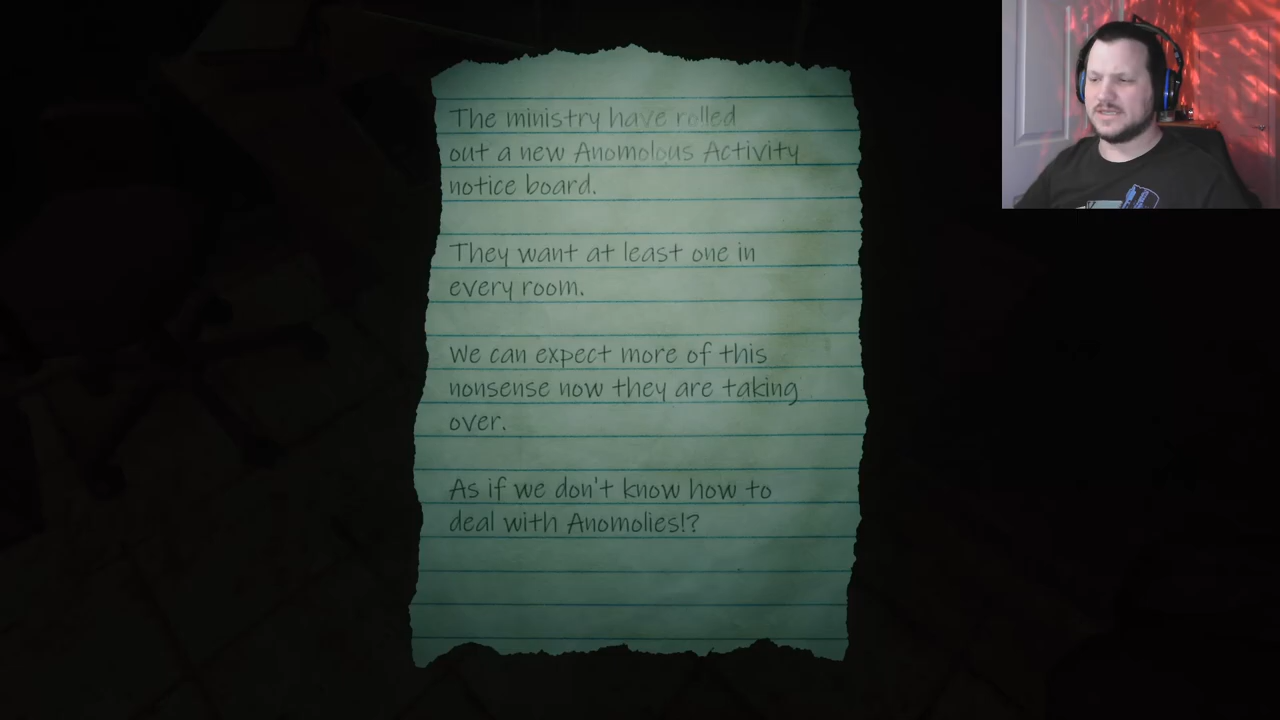 The ministry have rolled
out a new Anomolous Activity
notice board.
They want at least one in
every room.
We can expect more of this
nonsense now they are taking
over.
As if we don't know how to
deal with Anomolies!?